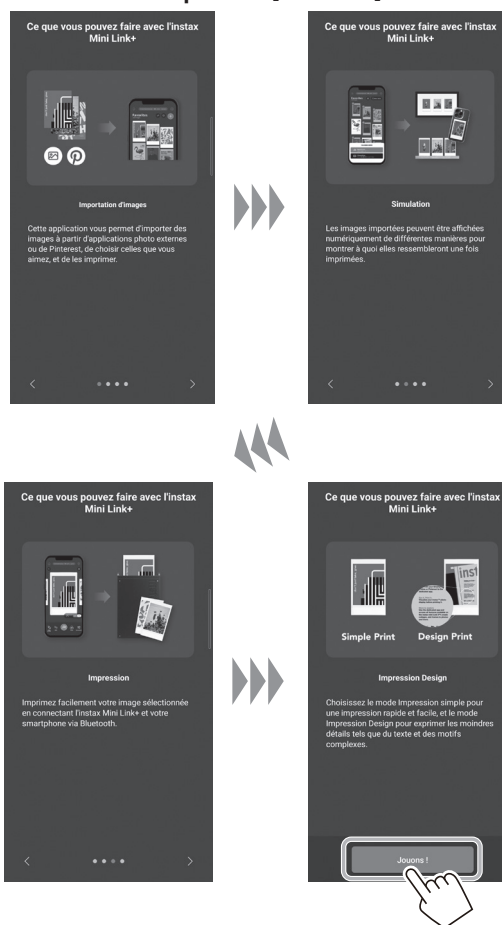 Ce que vous pouvez faire avec l'instax
Mini Link+
Importation d'images
Cette application vous permet d'importer des
images à partir d'applications photo externes
ou de Pinterest, de choisir celles que vous
aimez, et de les imprimer.
Ce que vous pouvez faire avec l'instax
Mini Link+
Simulation
Les images importées peuvent être affichées
numériquement de différentes manières pour
montrer à quoi elles ressembleront une fois
imprimées.
Ce que vous pouvez faire avec l'instax
Mini Link+
Impression
Imprimez facilement votre image sélectionnée
en connectant l'instax Mini Link+ et votre
smartphone via Bluetooth.
Ce que vous pouvez faire avec l'instax
Mini Link+
inst
Simple Print
Design Print
Impression Design
Choisissez le mode Impression simple pour
une impression rapide et facile, et le mode
Impression Design pour exprimer les moindres
détails tels que du texte et des motifs
complexes.
Jouons !